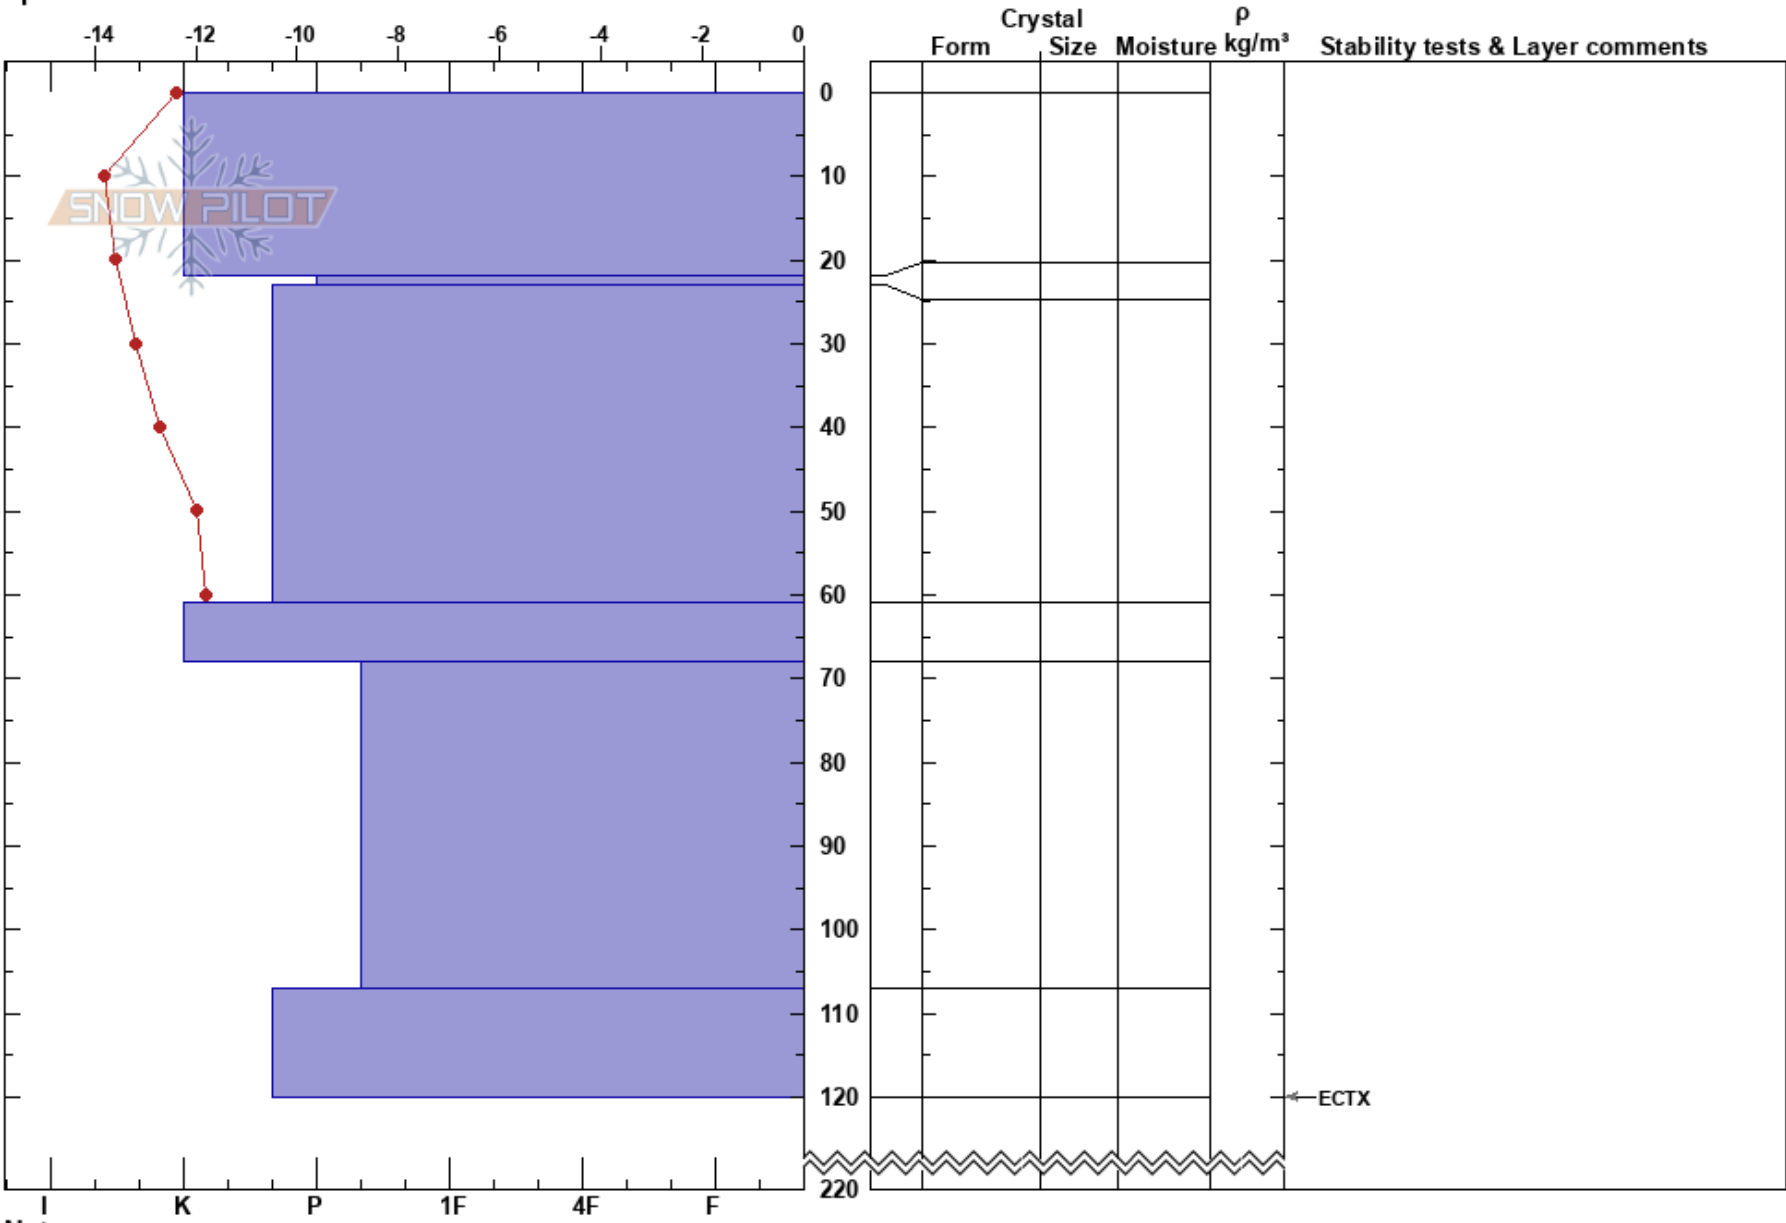 Crystal ρ
-14 -12 -10 -8 -6 -4 -2 0 Form Size Moisture kg/m³ Stability tests & Layer comments
0
10
SNOW PILOT
20
30
40
50
60
70
80
90
100
110
120 ECTX
220
I K P 1F 4F F